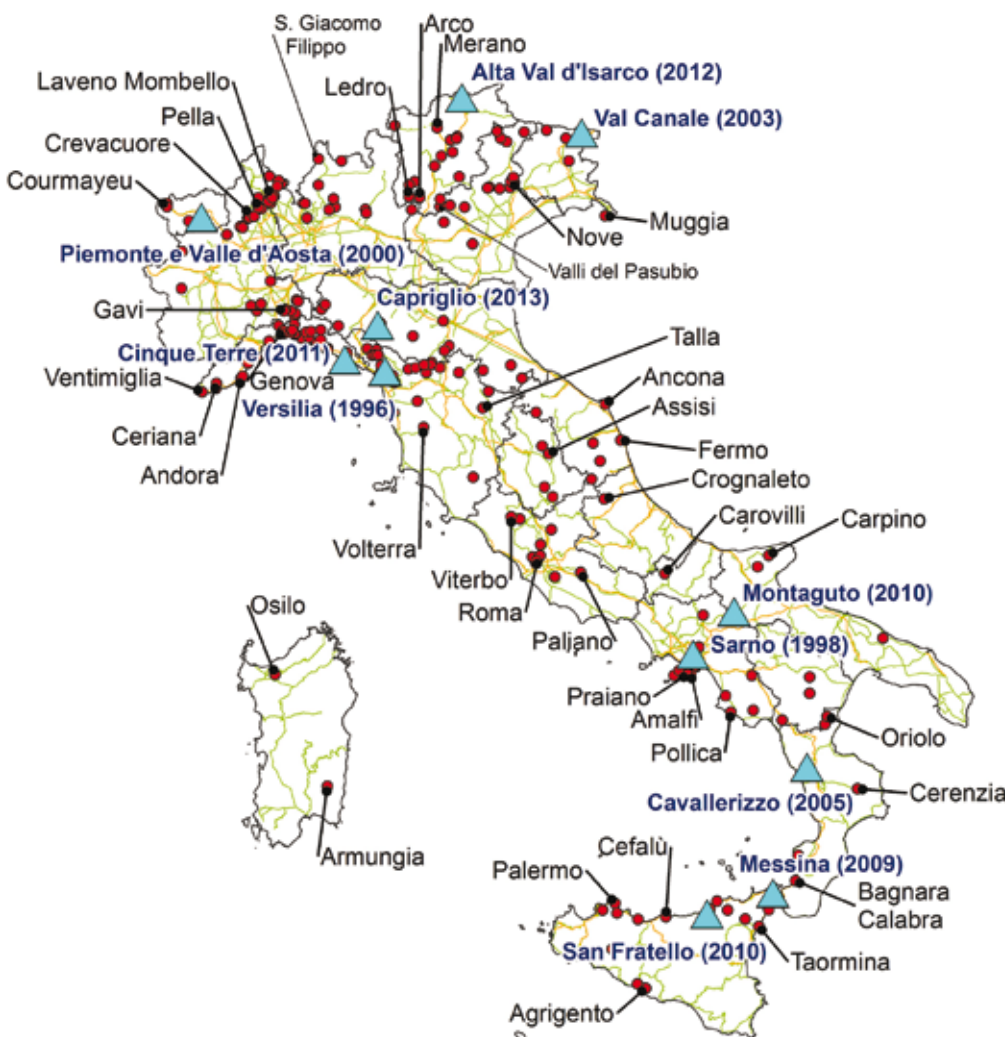 S. Giacomo
Filippo
Arco
Merano
Laveno Mombello
Ledro
Alta Val d'Isarco (2012)
Pella
Val Canale (2003)
Crevacuore
Courmayeu
Muggia
Nove
Piemonte e Valle d'Aosta (2000)
Valli del Pasubio
Gavi
Capriglio (2013)
Talla
Cinque Terre (2011)
Ventimiglia
Genova
Ancona
Versilia (1996)
Assisi
Ceriana
Fermo
Andora
Crognaleto
Volterra
Carovilli
Carpino
Viterbo
Roma
Montaguto (2010)
Osilo
Paljano
Sarno (1998)
Praiano
Amalfi
Pollica
Oriolo
Cavallerizzo (2005)
Cerenzia
Armungia
Cefalù
Messina (2009)
Palermo
Bagnara
Calabra
San Fratello (2010)
Taormina
Agrigento